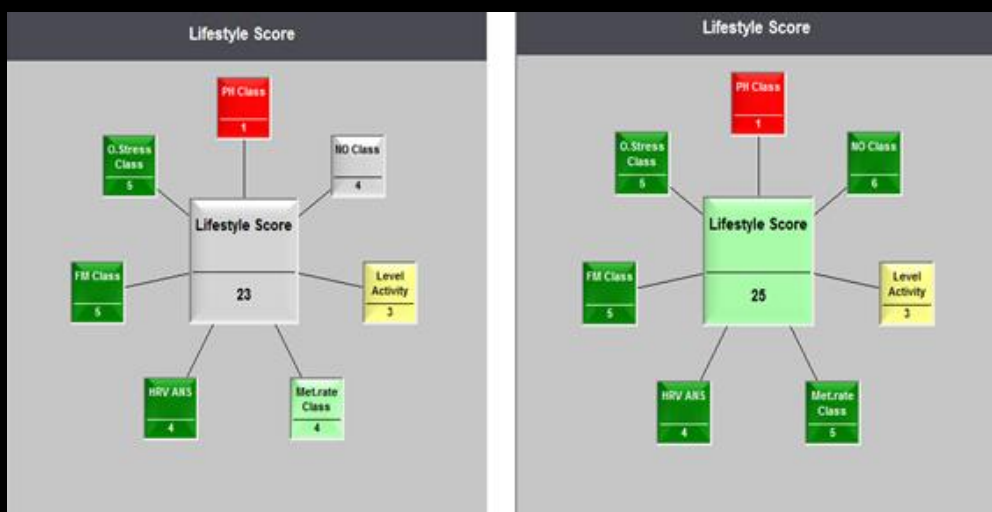 Lifestyle Score
PH Class
1
O.Stress
Class
5
NO Class
4
Lifestyle Score
23
FM Class
5
Level
Activity
3
HRV ANS
4
Met.rate
Class
4
Lifestyle Score
PH Class
1
O.Stress
Class
5
NO Class
6
Lifestyle Score
25
FM Class
5
Level
Activity
3
HRV ANS
4
Met.rate
Class
5